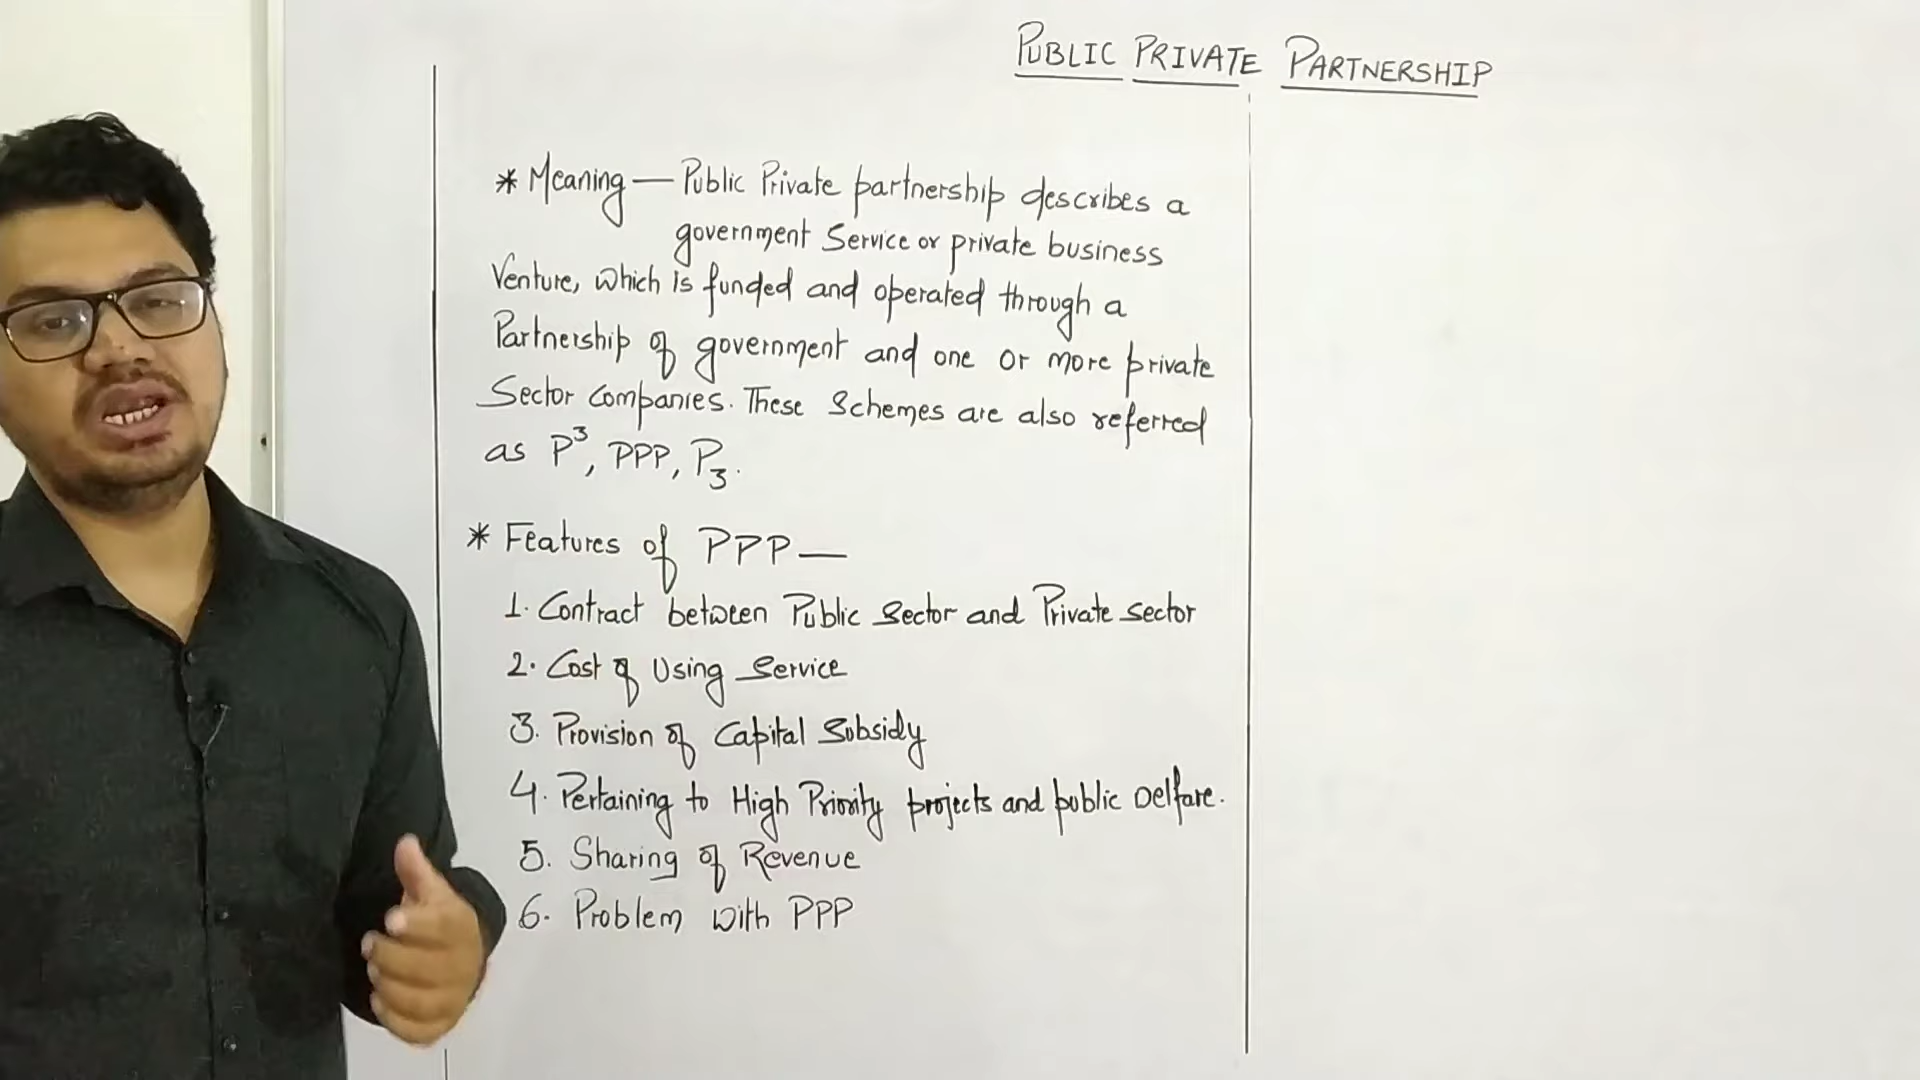 PUBLIC PRIVATE PARTNERSHIP
* Meaning — Public Private partnership describes a
government Service or private business
Venture, which is funded and operated through a
Partnership of government and one or more private
Sector Companies. These Schemes are also referred
as P³, PPP, P₃.
* Features of PPP —
1. Contract between Public Sector and Private sector
2. Cost of Using Service
3. Provision of Capital Subsidy
4. Pertaining to High Priority projects and public Welfare.
5. Sharing of Revenue
6. Problem with PPP